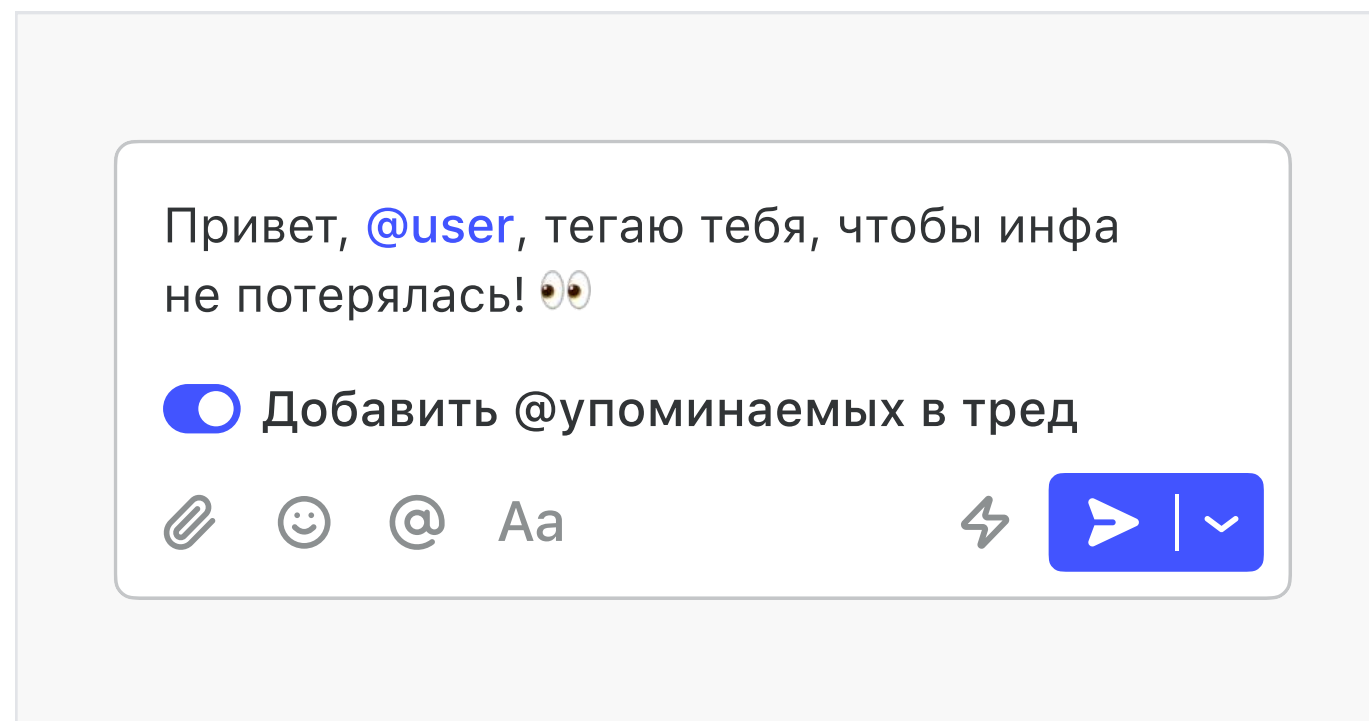 Привет, @user, тегаю тебя, чтобы инфа
не потерялась! 👀
Добавить @упоминаемых в тред
@ Aa